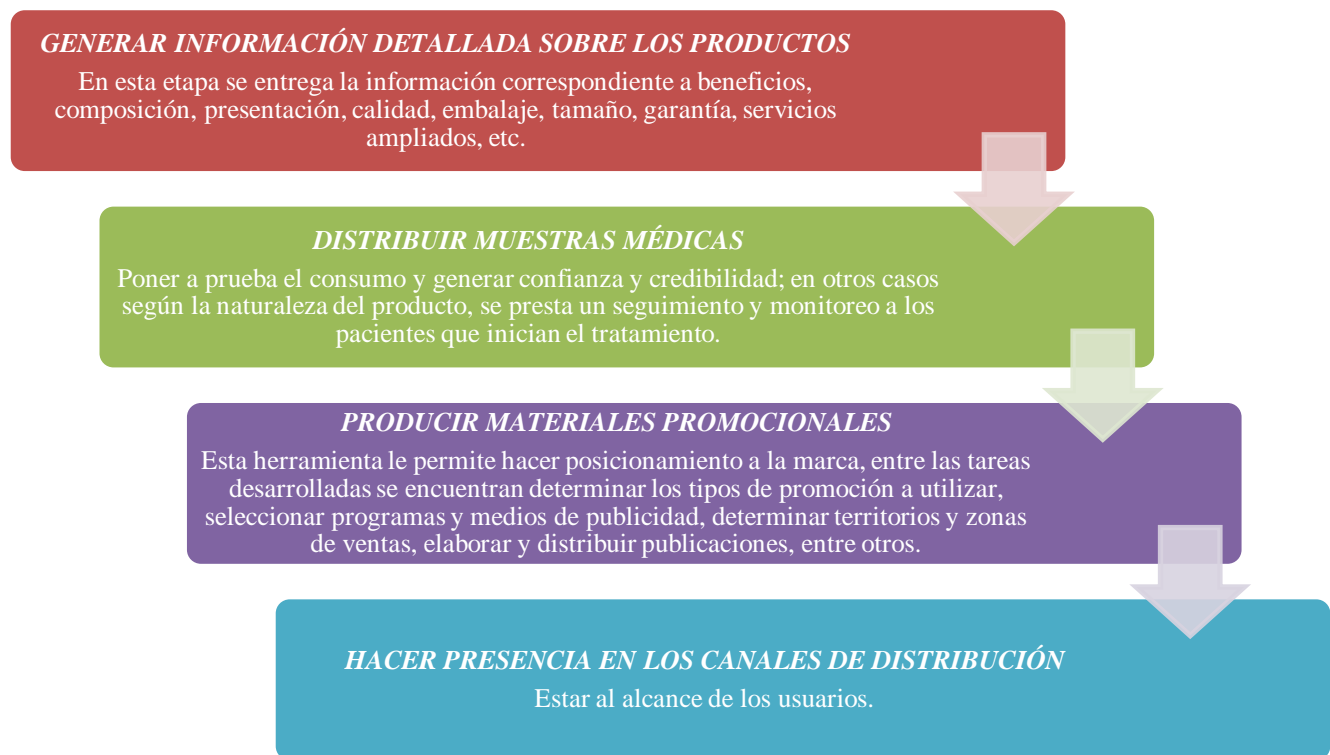 GENERAR INFORMACIÓN DETALLADA SOBRE LOS PRODUCTOS
En esta etapa se entrega la información correspondiente a beneficios,
composición, presentación, calidad, embalaje, tamaño, garantía, servicios
ampliados, etc.
DISTRIBUIR MUESTRAS MÉDICAS
Poner a prueba el consumo y generar confianza y credibilidad; en otros casos
según la naturaleza del producto, se presta un seguimiento y monitoreo a los
pacientes que inician el tratamiento.
PRODUCIR MATERIALES PROMOCIONALES
Esta herramienta le permite hacer posicionamiento a la marca, entre las tareas
desarrolladas se encuentran determinar los tipos de promoción a utilizar,
seleccionar programas y medios de publicidad, determinar territorios y zonas
de ventas, elaborar y distribuir publicaciones, entre otros.
HACER PRESENCIA EN LOS CANALES DE DISTRIBUCIÓN
Estar al alcance de los usuarios.